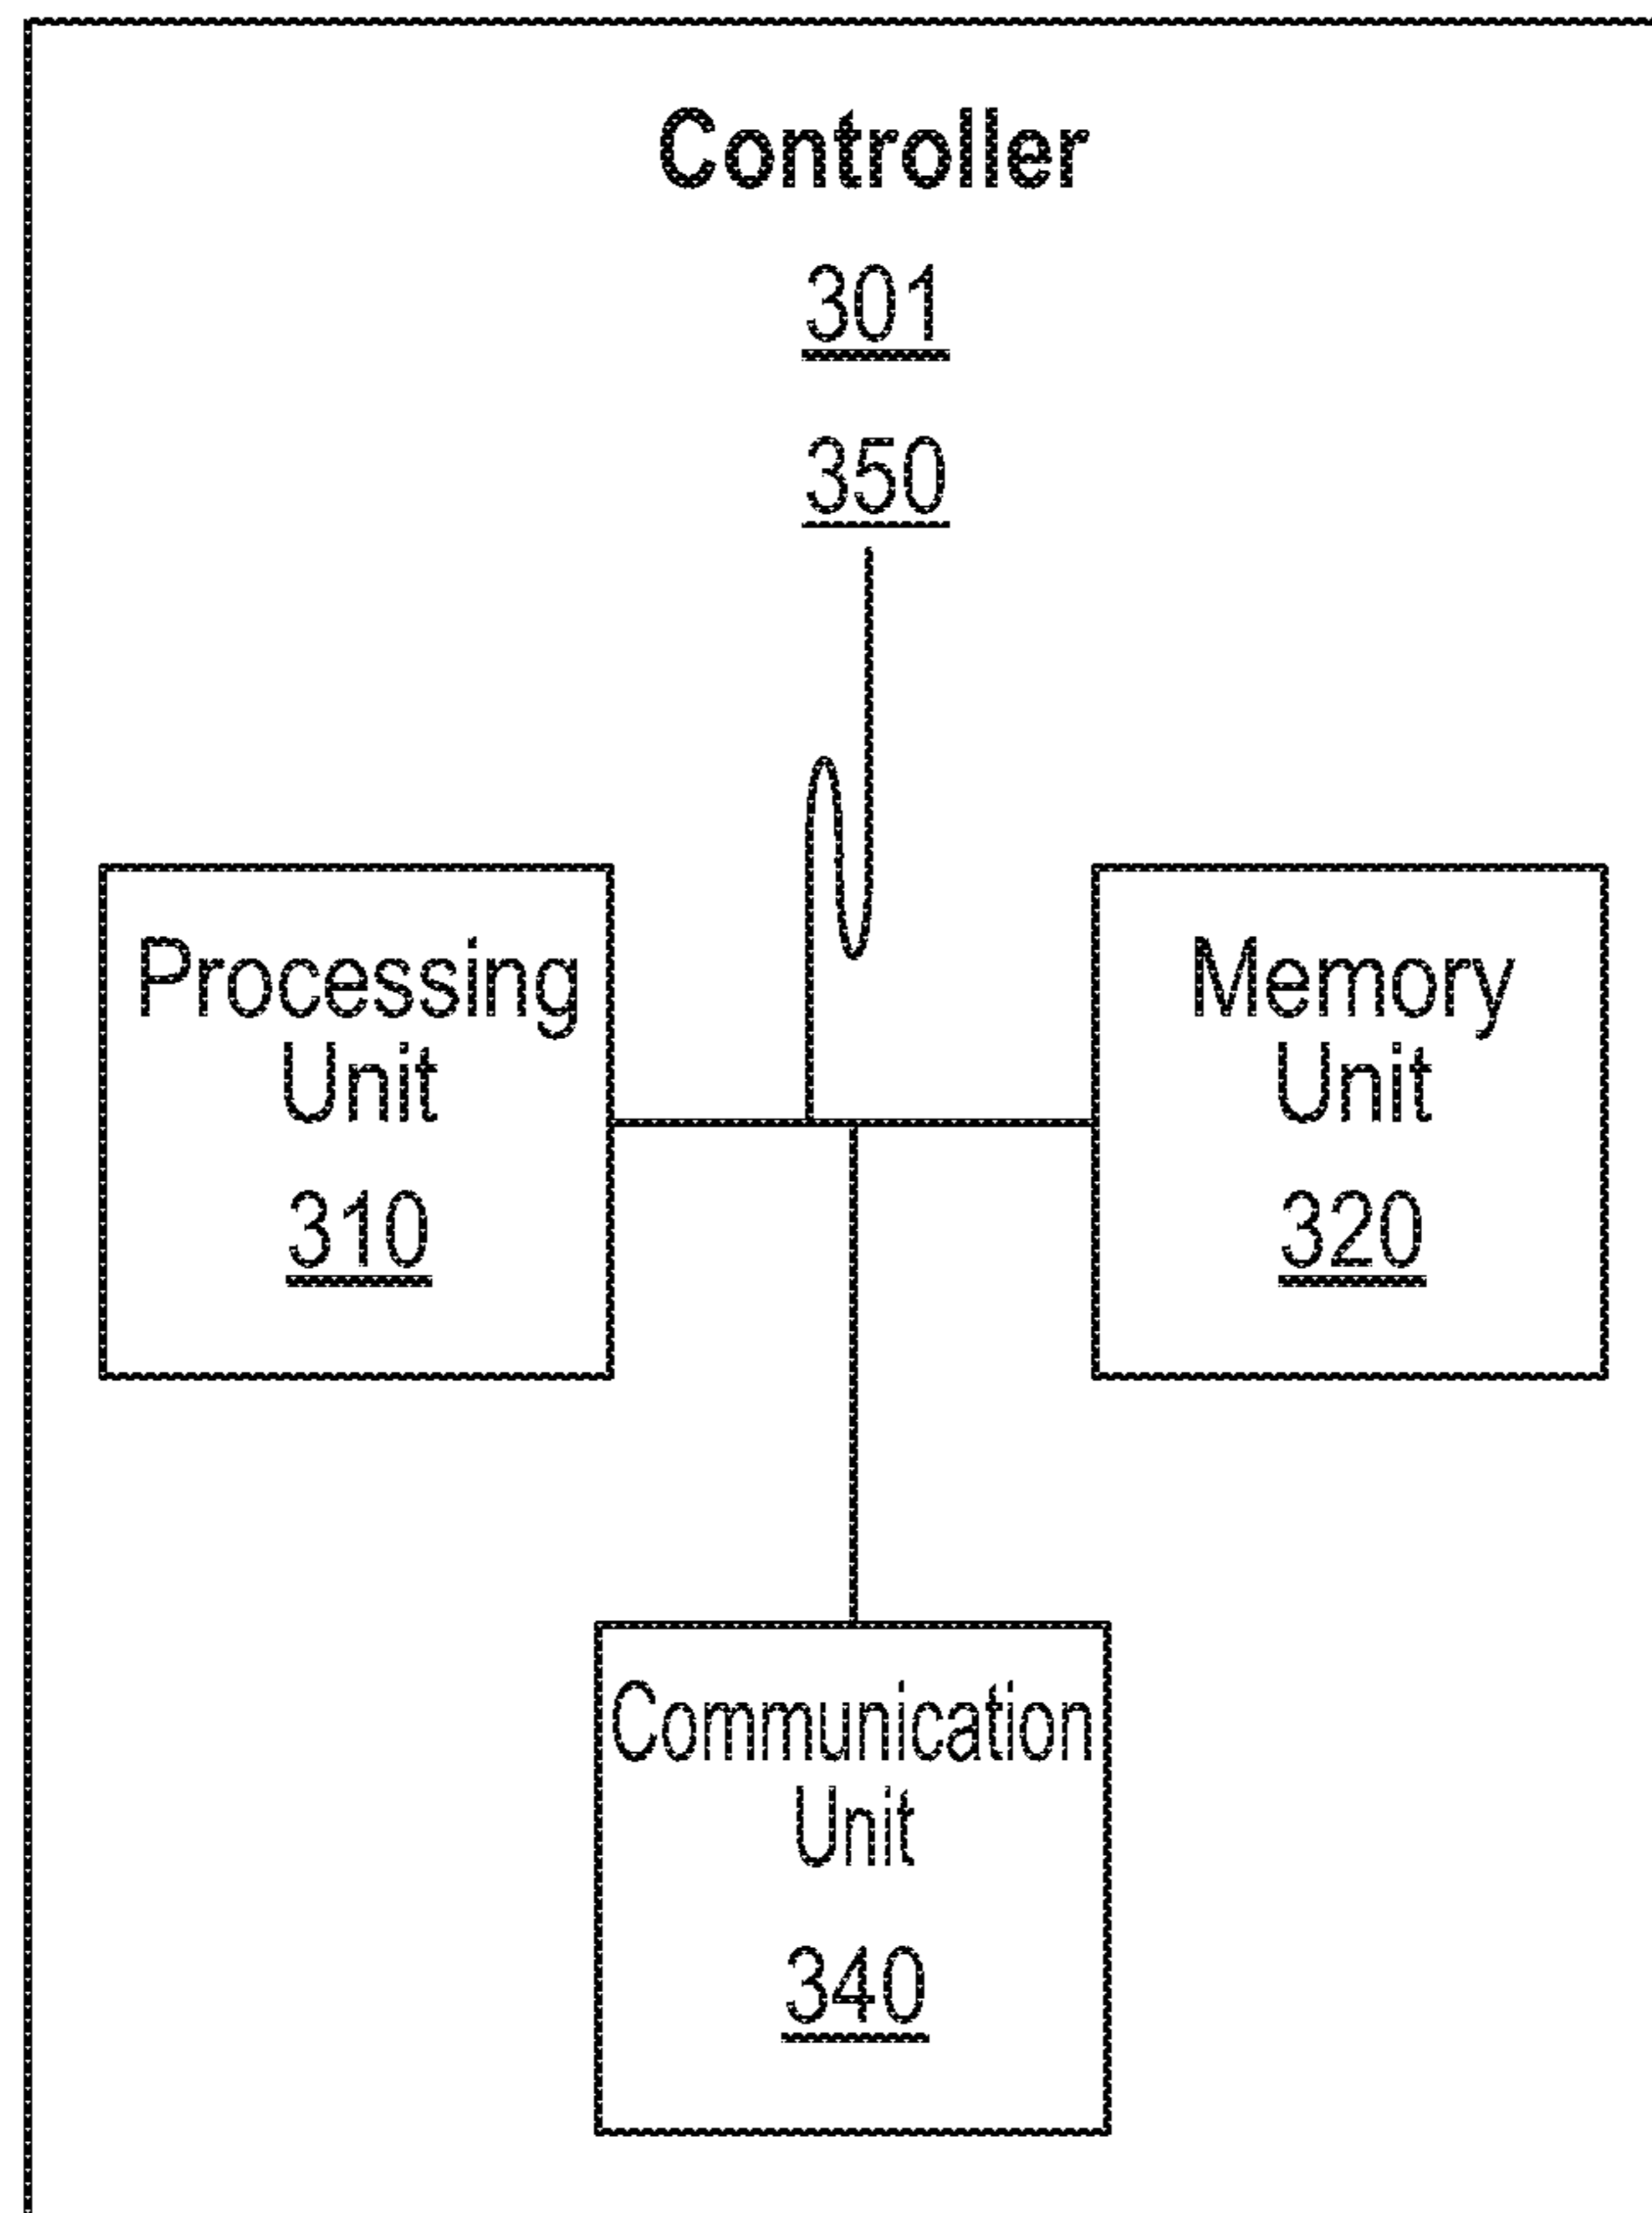 Controller
301
350
Processing
Unit
310
Memory
Unit
320
Communication
Unit
340